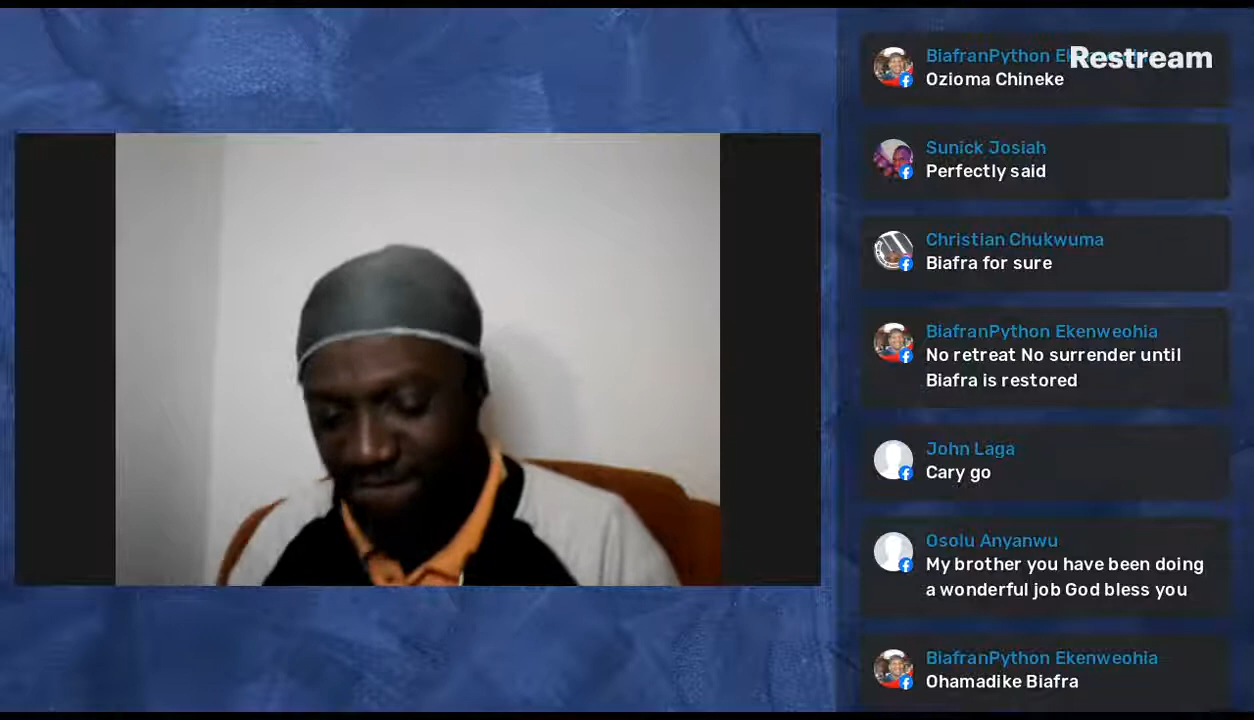 BiafranPython
Restream
Ozioma Chineke
Sunick Josiah
Perfectly said
Christian Chukwuma
Biafra for sure
BiafranPython Ekenweohia
No retreat No surrender until
Biafra is restored
John Laga
Cary go
Osolu Anyanwu
My brother you have been doing
a wonderful job God bless you
BiafranPython Ekenweohia
Ohamadike Biafra